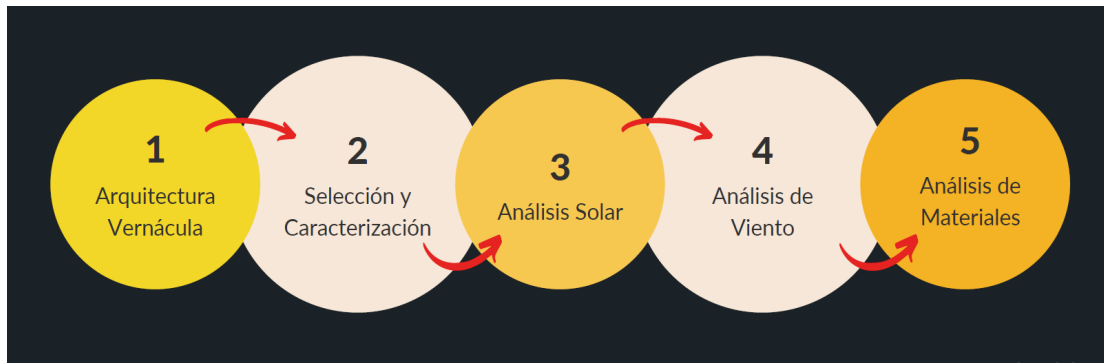 1
Arquitectura
Vernácula
2
Selección y
Caracterización
3
Análisis Solar
4
Análisis de
Viento
5
Análisis de
Materiales